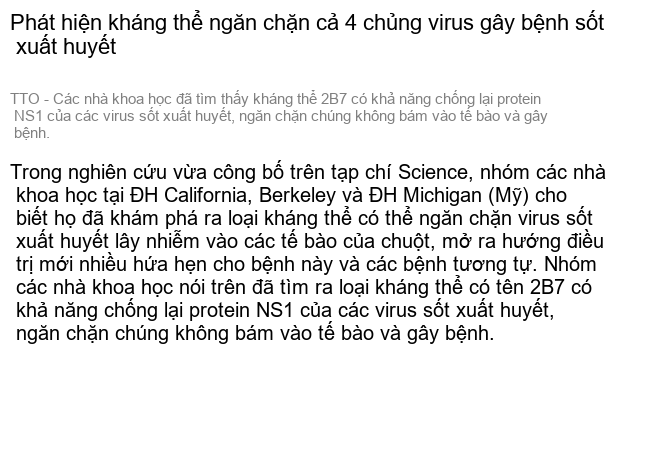 Phát hiện kháng thể ngăn chặn cả 4 chủng virus gây bệnh sốt
xuất huyết
TTO - Các nhà khoa học đã tìm thấy kháng thể 2B7 có khả năng chống lại protein
NS1 của các virus sốt xuất huyết, ngăn chặn chúng không bám vào tế bào và gây
bệnh.
Trong nghiên cứu vừa công bố trên tạp chí Science, nhóm các nhà
khoa học tại ĐH California, Berkeley và ĐH Michigan (Mỹ) cho
biết họ đã khám phá ra loại kháng thể có thể ngăn chặn virus sốt
xuất huyết lây nhiễm vào các tế bào của chuột, mở ra hướng điều
trị mới nhiều hứa hẹn cho bệnh này và các bệnh tương tự. Nhóm
các nhà khoa học nói trên đã tìm ra loại kháng thể có tên 2B7 có
khả năng chống lại protein NS1 của các virus sốt xuất huyết,
ngăn chặn chúng không bám vào tế bào và gây bệnh.